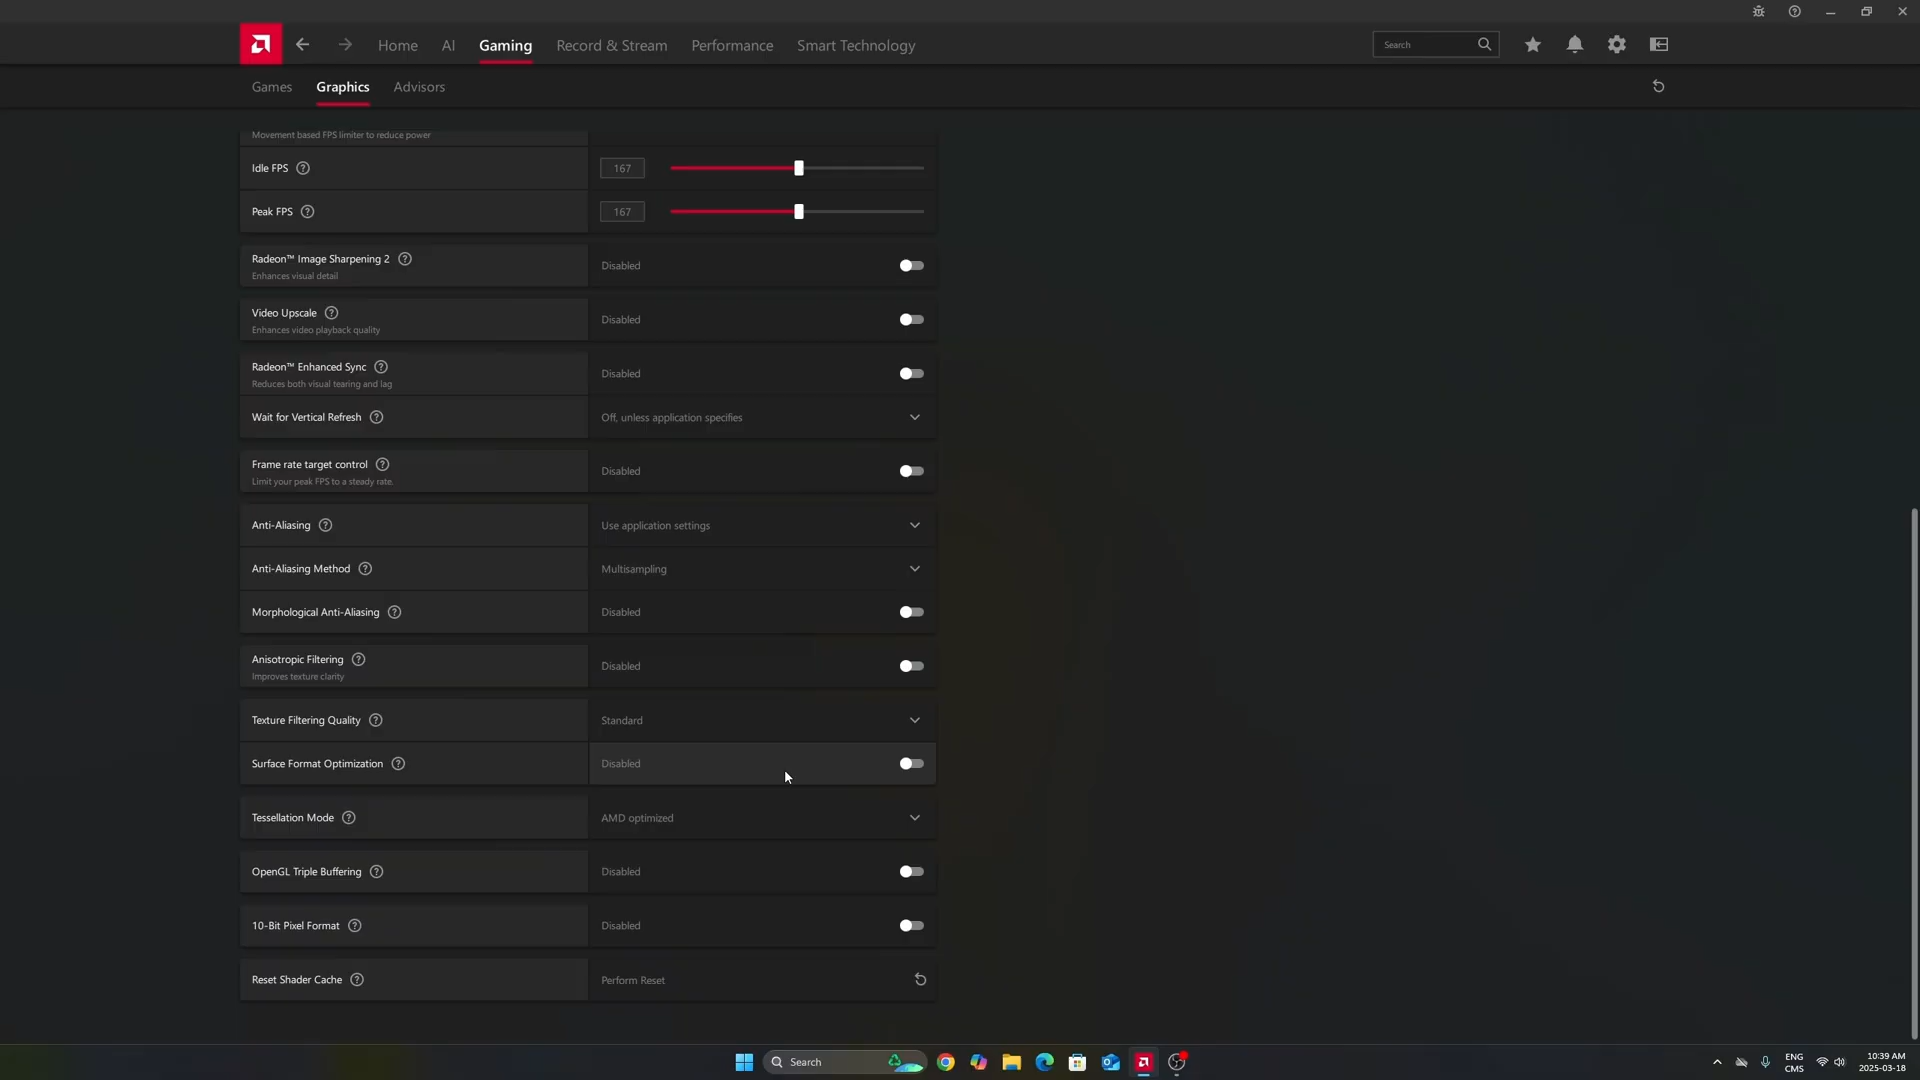 Home
AI
Gaming
Record & Stream
Performance
Smart Technology
Search
Games
Graphics
Advisors
Movement based FPS limiter to reduce power
Idle FPS
167
Peak FPS
167
Radeon™ Image Sharpening 2
Enhances visual detail
Disabled
Video Upscale
Enhances video playback quality
Disabled
Radeon™ Enhanced Sync
Reduces both visual tearing and lag
Disabled
Wait for Vertical Refresh
Off, unless application specifies
Frame rate target control
Limit your peak FPS to a steady rate.
Disabled
Anti-Aliasing
Use application settings
Anti-Aliasing Method
Multisampling
Morphological Anti-Aliasing
Disabled
Anisotropic Filtering
Improves texture clarity
Disabled
Texture Filtering Quality
Standard
Surface Format Optimization
Disabled
Tessellation Mode
AMD optimized
OpenGL Triple Buffering
Disabled
10-Bit Pixel Format
Disabled
Reset Shader Cache
Perform Reset
Search
ENG
CMS
10:39 AM
2025-03-18